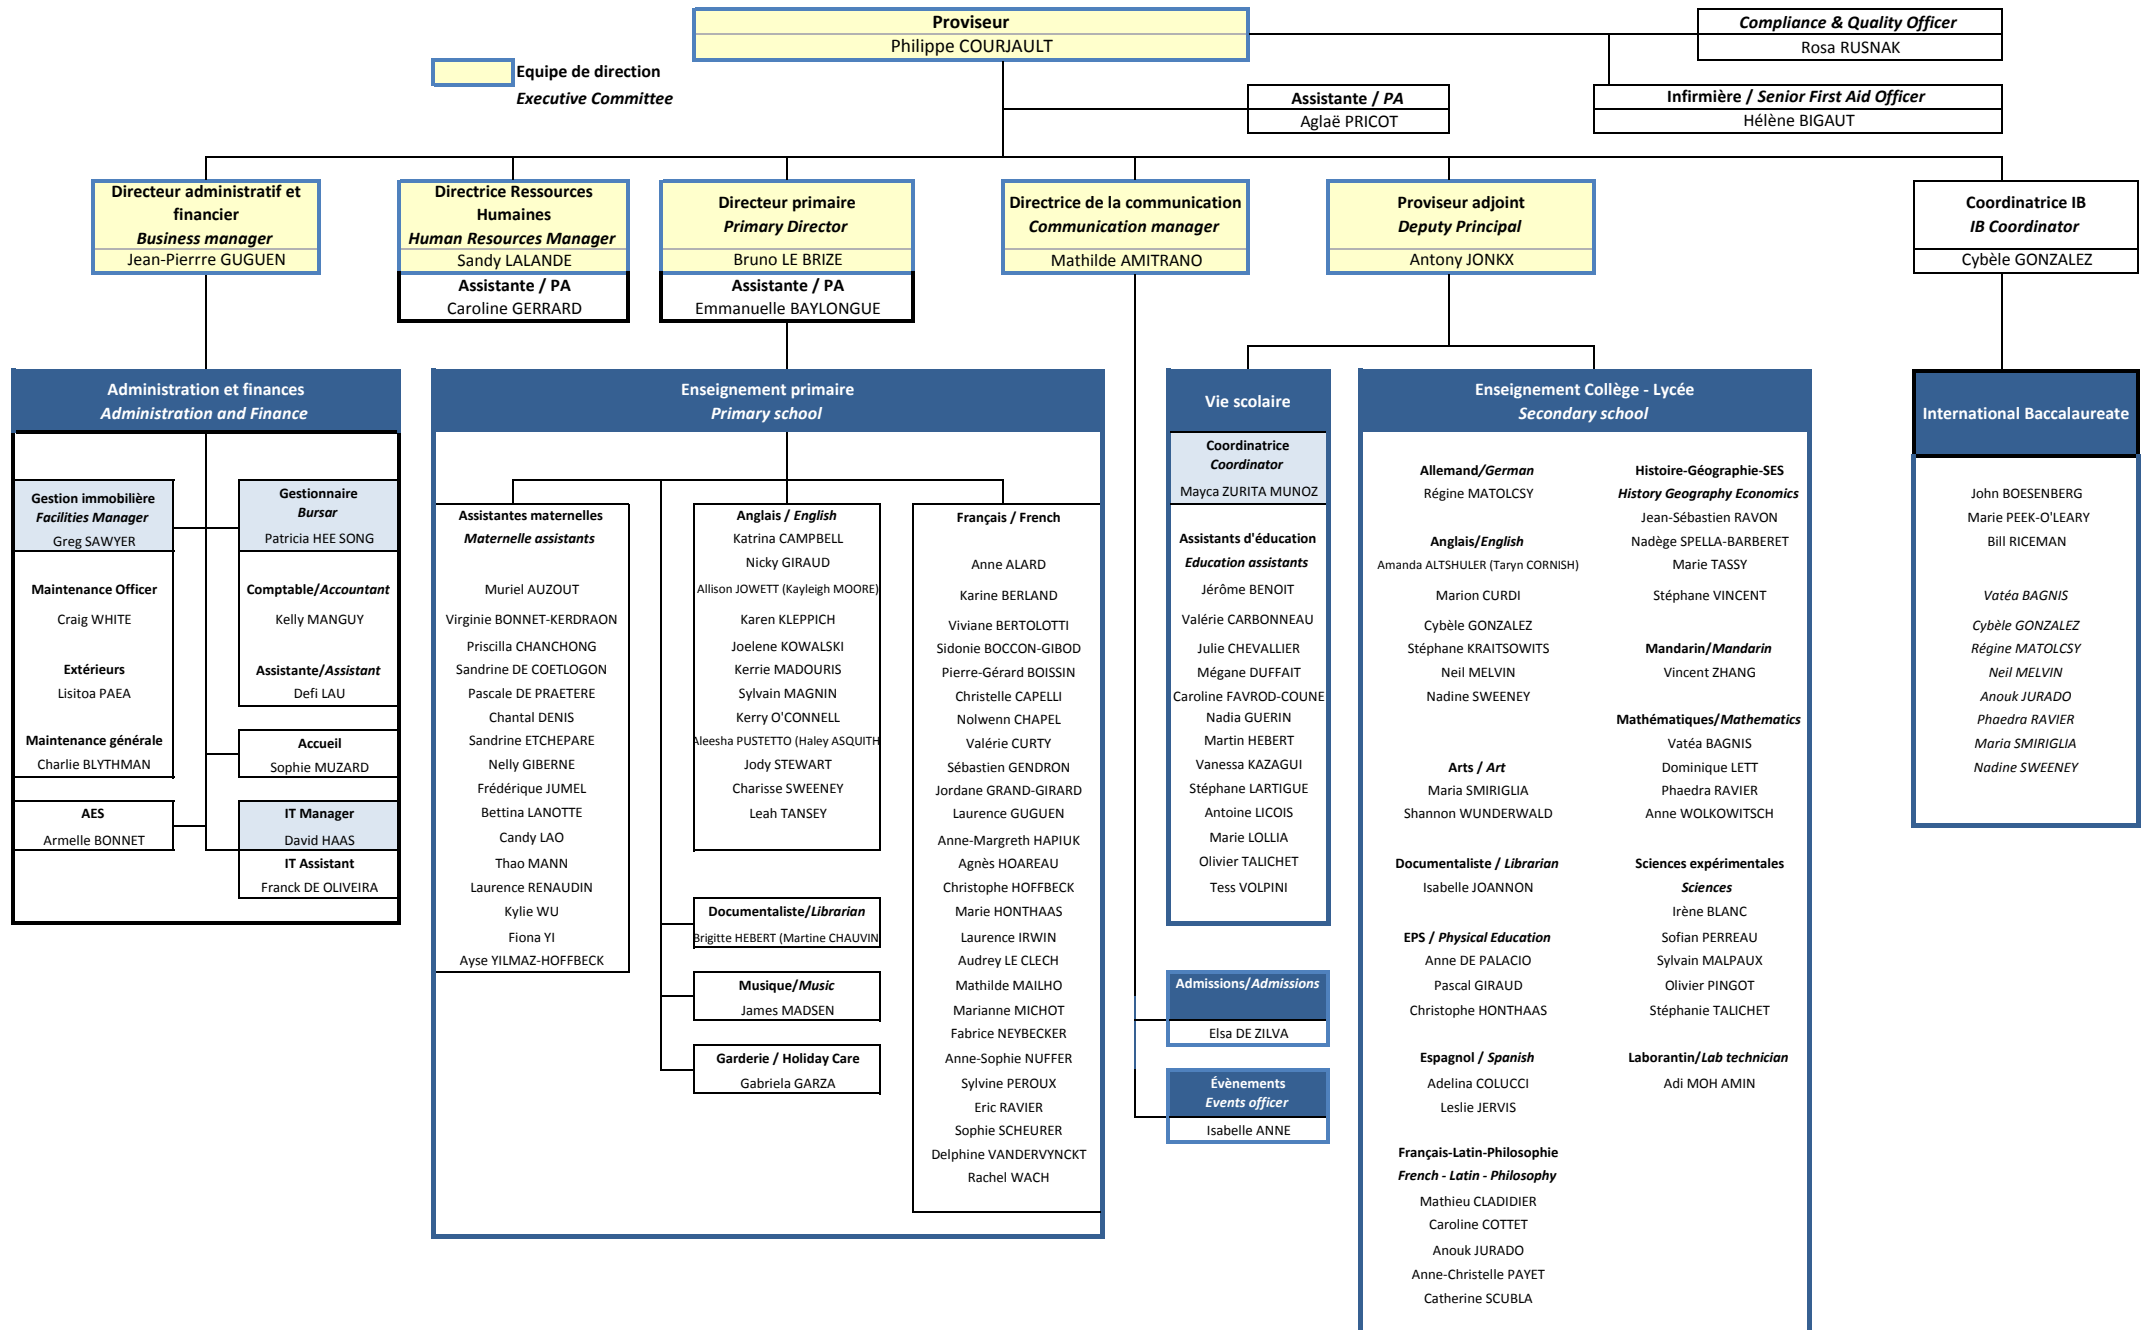 Proviseur
Philippe COURJAULT
Compliance & Quality Officer
Rosa RUSNAK
Equipe de direction
Executive Committee
Assistante / PA
Aglaë PRICOT
Infirmière / Senior First Aid Officer
Hélène BIGAUT
Directeur administratif et
financier
Business manager
Jean-Pierrre GUGUEN
Directrice Ressources
Humaines
Human Resources Manager
Sandy LALANDE
Assistante / PA
Caroline GERRARD
Directeur primaire
Primary Director
Bruno LE BRIZE
Assistante / PA
Emmanuelle BAYLONGUE
Directrice de la communication
Communication manager
Mathilde AMITRANO
Proviseur adjoint
Deputy Principal
Antony JONKX
Coordinatrice IB
IB Coordinator
Cybèle GONZALEZ
Administration et finances
Administration and Finance
Gestion immobilière
Facilities Manager
Greg SAWYER
Maintenance Officer
Craig WHITE
Extérieurs
Lisitoa PAEA
Maintenance générale
Charlie BLYTHMAN
AES
Armelle BONNET
Gestionnaire
Bursar
Patricia HEE SONG
Comptable/Accountant
Kelly MANGUY
Assistante/Assistant
Defi LAU
Accueil
Sophie MUZARD
IT Manager
David HAAS
IT Assistant
Franck DE OLIVEIRA
Enseignement primaire
Primary school
Assistantes maternelles
Maternelle assistants
Muriel AUZOUT
Virginie BONNET-KERDRAON
Priscilla CHANCHONG
Sandrine DE COETLOGON
Pascale DE PRAETERE
Chantal DENIS
Sandrine ETCHEPARE
Nelly GIBERNE
Frédérique JUMEL
Bettina LANOTTE
Candy LAO
Thao MANN
Laurence RENAUDIN
Kylie WU
Fiona YI
Ayse YILMAZ-HOFFBECK
Anglais / English
Katrina CAMPBELL
Nicky GIRAUD
Allison JOWETT (Kayleigh MOORE)
Karen KLEPPICH
Joelene KOWALSKI
Kerrie MADOURIS
Sylvain MAGNIN
Kerry O'CONNELL
Aleesha PUSTETTO (Haley ASQUITH
Jody STEWART
Charisse SWEENEY
Leah TANSEY
Documentaliste/Librarian
Brigitte HEBERT (Martine CHAUVIN
Musique/Music
James MADSEN
Garderie / Holiday Care
Gabriela GARZA
Français / French
Anne ALARD
Karine BERLAND
Viviane BERTOLOTTI
Sidonie BOCCON-GIBOD
Pierre-Gérard BOISSIN
Christelle CAPELLI
Nolwenn CHAPEL
Valérie CURTY
Sébastien GENDRON
Jordane GRAND-GIRARD
Laurence GUGUEN
Anne-Margreth HAPIUK
Agnès HOAREAU
Christophe HOFFBECK
Marie HONTHAAS
Laurence IRWIN
Audrey LE CLECH
Mathilde MAILHO
Marianne MICHOT
Fabrice NEYBECKER
Anne-Sophie NUFFER
Sylvine PEROUX
Eric RAVIER
Sophie SCHEURER
Delphine VANDERVYNCKT
Rachel WACH
Vie scolaire
Coordinatrice
Coordinator
Mayca ZURITA MUNOZ
Assistants d'éducation
Education assistants
Jérôme BENOIT
Valérie CARBONNEAU
Julie CHEVALLIER
Mégane DUFFAIT
Caroline FAVROD-COUNE
Nadia GUERIN
Martin HEBERT
Vanessa KAZAGUI
Stéphane LARTIGUE
Antoine LICOIS
Marie LOLLIA
Olivier TALICHET
Tess VOLPINI
Admissions/Admissions
Elsa DE ZILVA
Évènements
Events officer
Isabelle ANNE
Enseignement Collège - Lycée
Secondary school
Allemand/German
Régine MATOLCSY
Anglais/English
Amanda ALTSHULER (Taryn CORNISH)
Marion CURDI
Cybèle GONZALEZ
Stéphane KRAITSOWITS
Neil MELVIN
Nadine SWEENEY
Arts / Art
Maria SMIRIGLIA
Shannon WUNDERWALD
Documentaliste / Librarian
Isabelle JOANNON
EPS / Physical Education
Anne DE PALACIO
Pascal GIRAUD
Christophe HONTHAAS
Espagnol / Spanish
Adelina COLUCCI
Leslie JERVIS
Français-Latin-Philosophie
French - Latin - Philosophy
Mathieu CLADIDIER
Caroline COTTET
Anouk JURADO
Anne-Christelle PAYET
Catherine SCUBLA
Histoire-Géographie-SES
History Geography Economics
Jean-Sébastien RAVON
Nadège SPELLA-BARBERET
Marie TASSY
Stéphane VINCENT
Mandarin/Mandarin
Vincent ZHANG
Mathématiques/Mathematics
Vatéa BAGNIS
Dominique LETT
Phaedra RAVIER
Anne WOLKOWITSCH
Sciences expérimentales
Sciences
Irène BLANC
Sofian PERREAU
Sylvain MALPAUX
Olivier PINGOT
Stéphanie TALICHET
Laborantin/Lab technician
Adi MOH AMIN
International Baccalaureate
John BOESENBERG
Marie PEEK-O'LEARY
Bill RICEMAN
Vatéa BAGNIS
Cybèle GONZALEZ
Régine MATOLCSY
Neil MELVIN
Anouk JURADO
Phaedra RAVIER
Maria SMIRIGLIA
Nadine SWEENEY